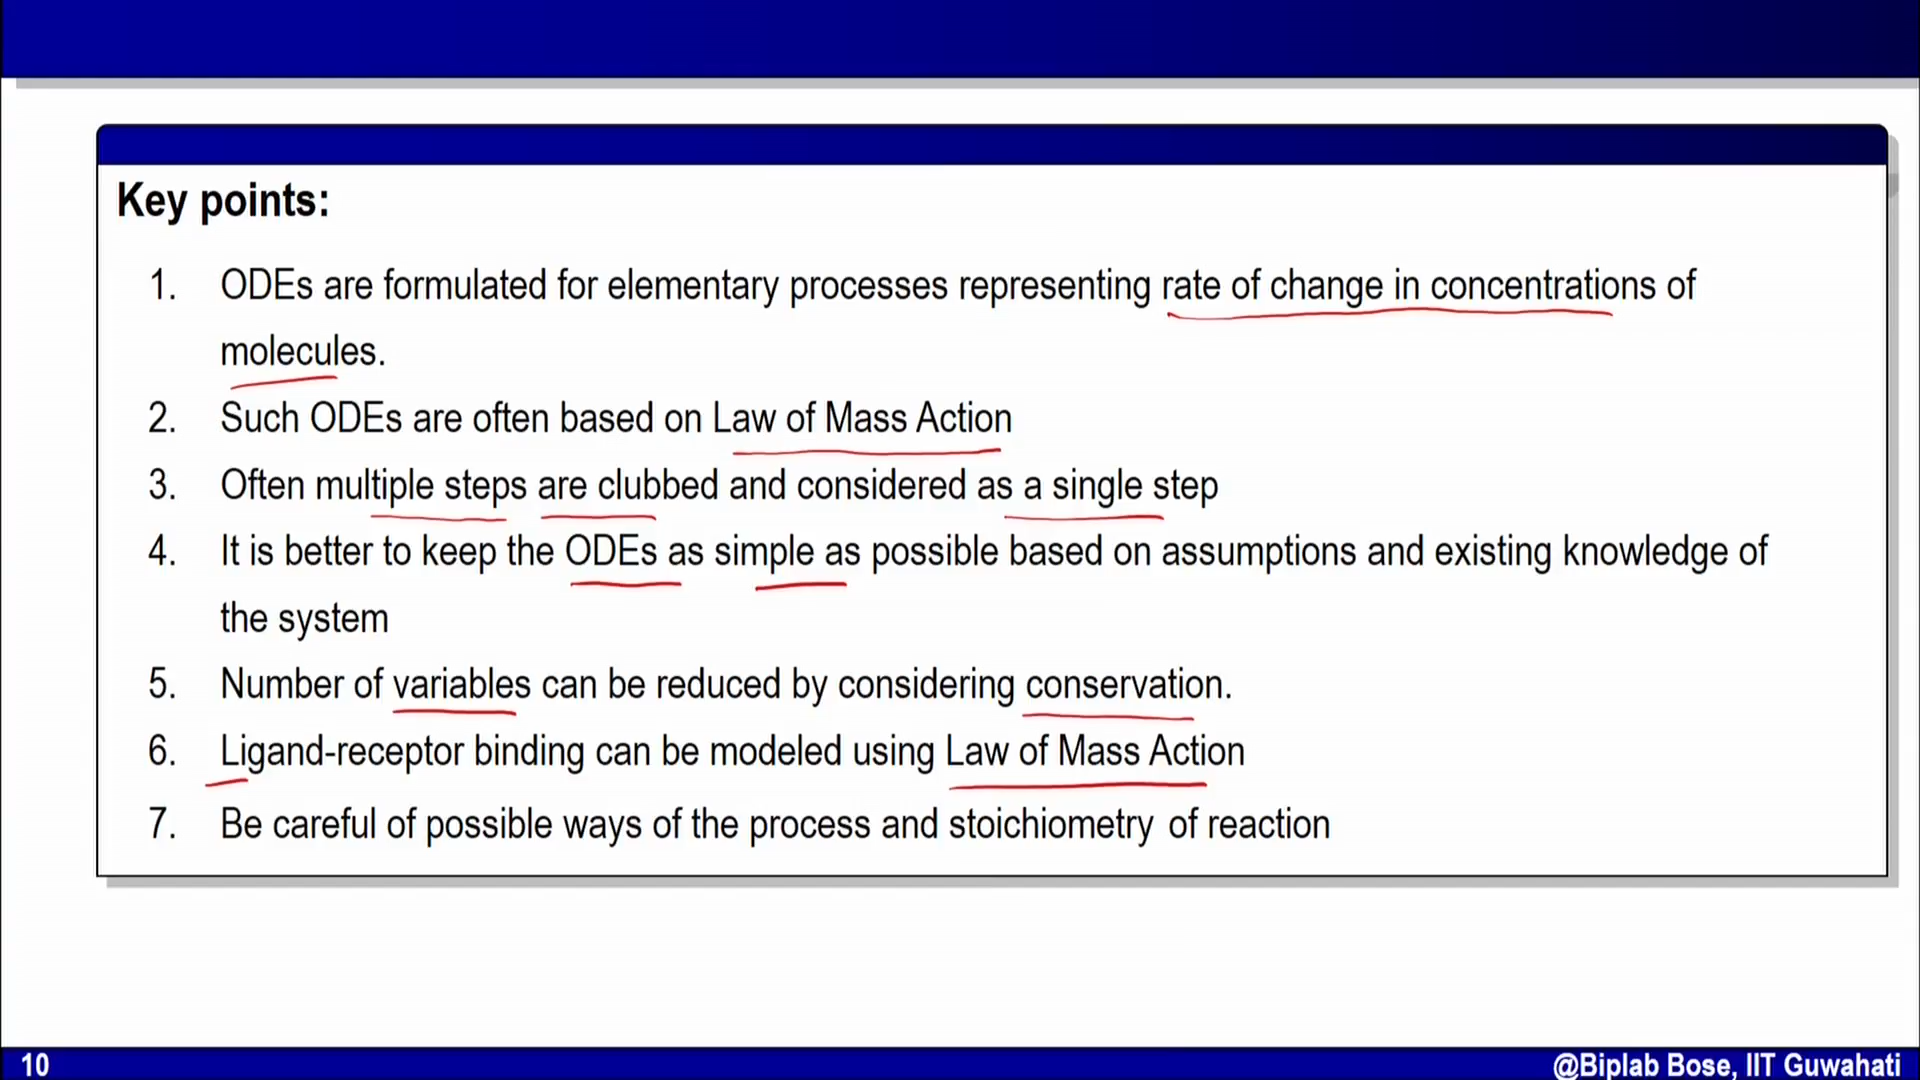 Key points:
1. ODEs are formulated for elementary processes representing rate of change in concentrations of
molecules.
2. Such ODEs are often based on Law of Mass Action
3. Often multiple steps are clubbed and considered as a single step
4. It is better to keep the ODEs as simple as possible based on assumptions and existing knowledge of
the system
5. Number of variables can be reduced by considering conservation.
6. Ligand-receptor binding can be modeled using Law of Mass Action
7. Be careful of possible ways of the process and stoichiometry of reaction
10
@Biplab Bose, IIT Guwahati